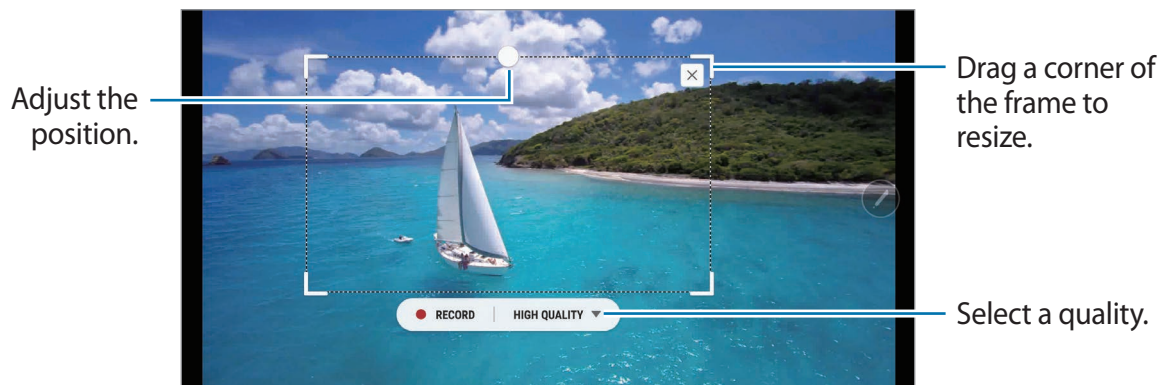 Adjust the
position.
Drag a corner of
the frame to
resize.
RECORD
HIGH QUALITY
Select a quality.